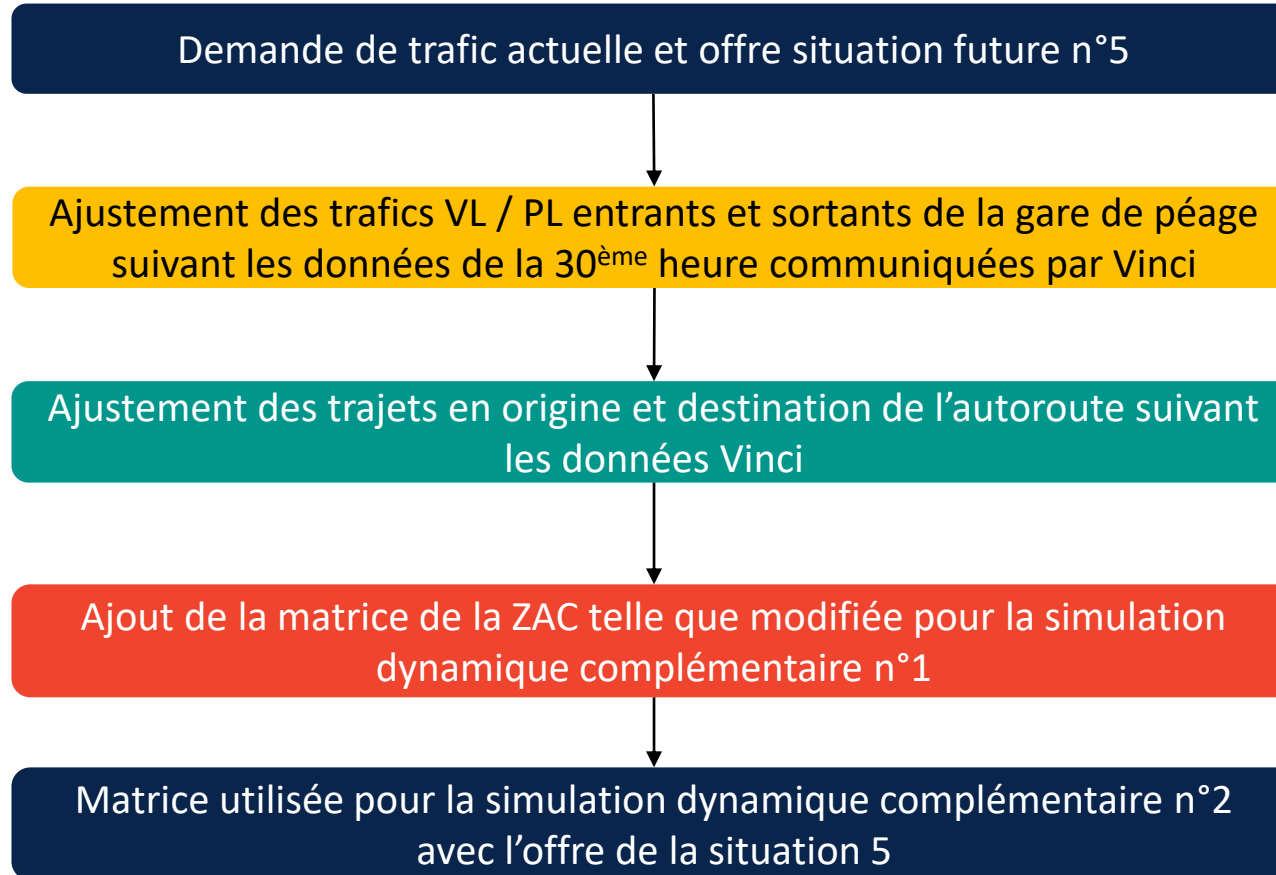 Demande de trafic actuelle et offre situation future n°5
Ajustement des trafics VL / PL entrants et sortants de la gare de péage
suivant les données de la 30ème heure communiquées par Vinci
Ajustement des trajets en origine et destination de l’autoroute suivant
les données Vinci
Ajout de la matrice de la ZAC telle que modifiée pour la simulation
dynamique complémentaire n°1
Matrice utilisée pour la simulation dynamique complémentaire n°2
avec l’offre de la situation 5